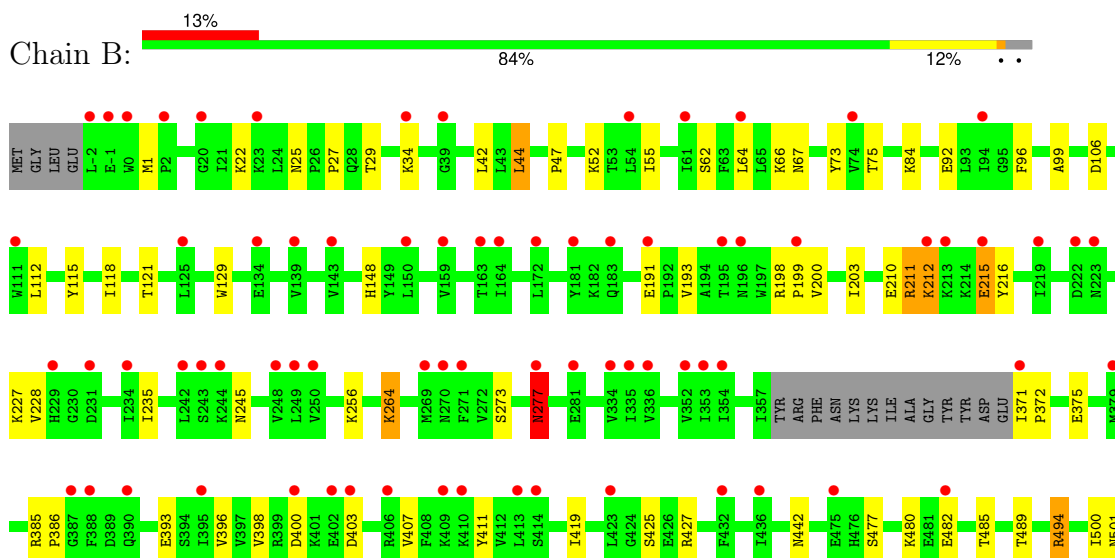 13%
Chain B:
84%
12%
MET GLY LEU GLU L-2 E-1 W0 M1 P2 G20 I21 K22 K23 L24 N25 P26 P27 Q28 T29 K34 G39 L42 L43 L44 P47 K52 T53 L54 I55 I61 S62 F63 L64 L65 K66 N67 Y73 V74 T75 K84 E92 L93 I94 G95 F96 A99 D106
W111 L112 Y115 I118 T121 L125 W129 E134 V139 V143 H148 Y149 L150 V159 T163 I164 L172 Y181 K182 Q183 E191 P192 V193 A194 T195 N196 W197 R198 P199 V200 I203 E210 R211 K212 K213 K214 E215 Y216 I219 D222 N223
K227 V228 H229 G230 D231 I234 I235 L242 S243 K244 N245 V248 L249 V250 K256 K264 M269 N270 F271 V272 S273 N277 E281 V334 I335 V336 V352 I353 I354 I357 TYR ARG PHE ASN LYS LYS ILE ALA GLY TYR TYR ASP GLU I371 P372 E375
R385 P386 G387 F388 D389 Q390 E393 S394 I395 V396 V397 V398 R399 D400 K401 E402 D403 R406 V407 F408 K409 K410 Y411 V412 L413 S414 I419 L423 G424 S425 E426 R427 F432 I436 N442 E475 H476 S477 K480 E481 E482 T485 T489 R494 I500